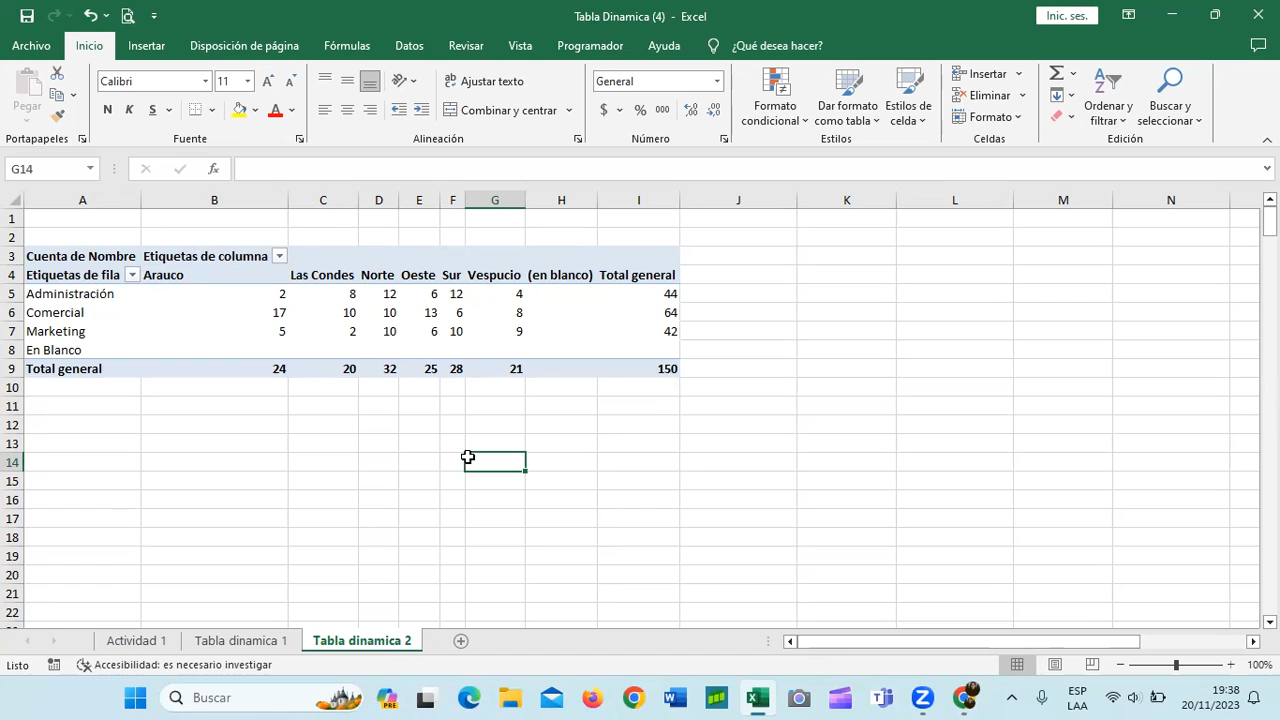 Tabla Dinamica (4) - Excel
Inic. ses.
Archivo Inicio Insertar Disposición de página Fórmulas Datos Revisar Vista Programador Ayuda ¿Qué desea hacer?
Pegar
Calibri 11
N K S A
Ajustar texto
Combinar y centrar
General
$ % 000
Formato condicional
Dar formato como tabla
Estilos de celda
Insertar
Eliminar
Formato
Ordenar y filtrar
Buscar y seleccionar
Portapapeles Fuente Alineación Número Estilos Celdas Edición
G14 fx
A B C D E F G H I J K L M N
1
2
3 Cuenta de Nombre Etiquetas de columna
4 Etiquetas de fila Arauco Las Condes Norte Oeste Sur Vespucio (en blanco) Total general
5 Administración 2 8 12 6 12 4 44
6 Comercial 17 10 10 13 6 8 64
7 Marketing 5 2 10 6 10 9 42
8 En Blanco
9 Total general 24 20 32 25 28 21 150
10
11
12
13
14
15
16
17
18
19
20
21
22
Actividad 1 Tabla dinamica 1 Tabla dinamica 2
Listo Accesibilidad: es necesario investigar 100%
Buscar
PRE
ESP
LAA
19:38
20/11/2023